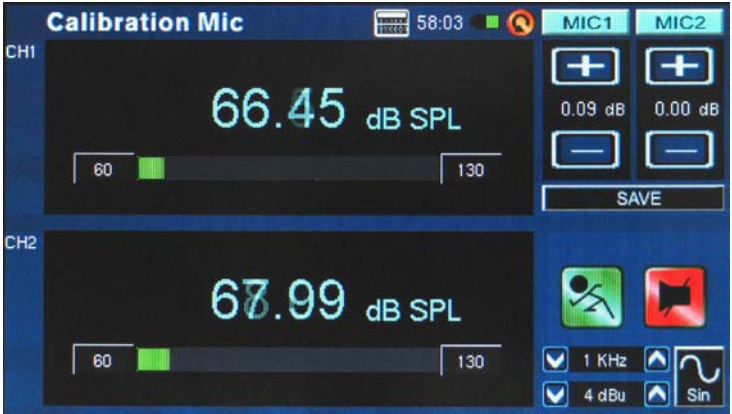 Calibration Mic 58:03 MIC1 MIC2
CH1
66.45 dB SPL
60 130
0.09 dB 0.00 dB
SAVE
CH2
67.99 dB SPL
60 130
1 KHz
4 dBu Sin